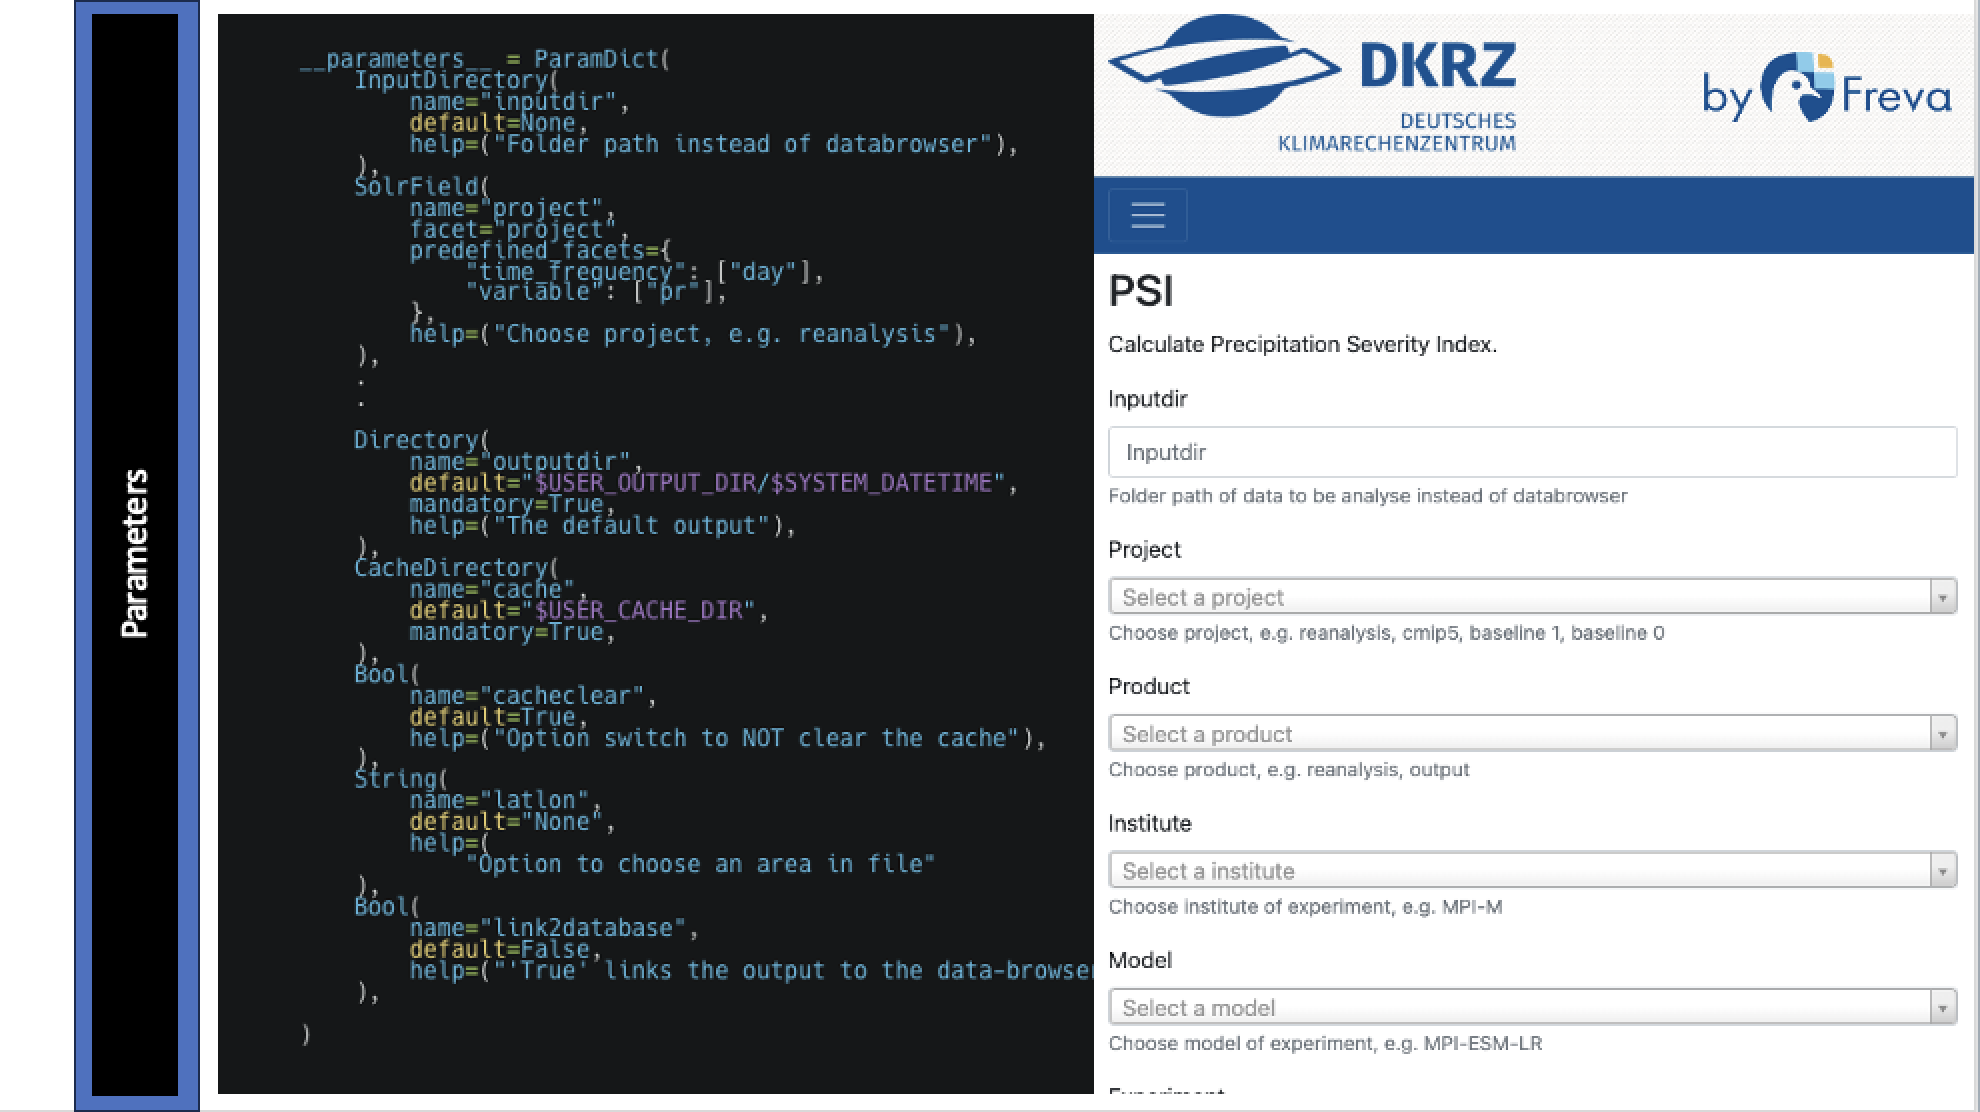 Parameters
__parameters__ = ParamDict(
InputDirectory(
name="inputdir",
default=None,
help=("Folder path instead of databrowser"),
),
SolrField(
name="project",
facet="project",
predefined_facets={
"time_frequency": ["day"],
"variable": ["pr"],
},
help=("Choose project, e.g. reanalysis"),
),
.
.
Directory(
name="outputdir",
default="$USER_OUTPUT_DIR/$SYSTEM_DATETIME",
mandatory=True,
help=("The default output"),
),
CacheDirectory(
name="cache",
default="$USER_CACHE_DIR",
mandatory=True,
),
Bool(
name="cacheclear",
default=True,
help=("Option switch to NOT clear the cache"),
),
String(
name="latlon",
default="None",
help=(
"Option to choose an area in file"
),
Bool(
name="link2database",
default=False,
help=("'True' links the output to the data-browse
),
)
DKRZ
DEUTSCHES
KLIMARECHENZENTRUM
by Freva
PSI
Calculate Precipitation Severity Index.
Inputdir
Inputdir
Folder path of data to be analyse instead of databrowser
Project
Select a project
Choose project, e.g. reanalysis, cmip5, baseline 1, baseline 0
Product
Select a product
Choose product, e.g. reanalysis, output
Institute
Select a institute
Choose institute of experiment, e.g. MPI-M
Model
Select a model
Choose model of experiment, e.g. MPI-ESM-LR